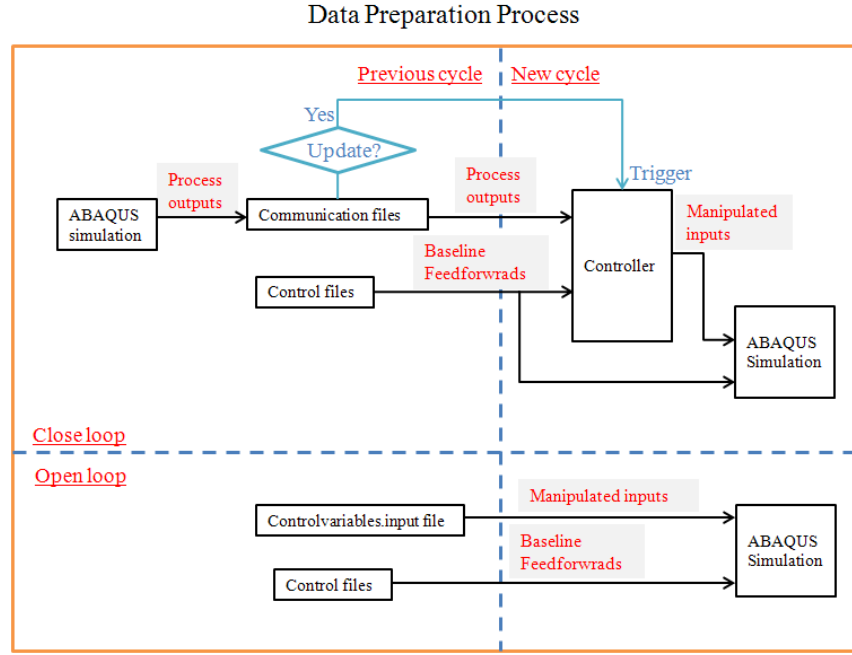 Data Preparation Process
Previous cycle
New cycle
Yes
Update?
Trigger
Process
outputs
Process
outputs
Manipulated
inputs
ABAQUS
simulation
Communication files
Baseline
Feedforwrads
Controller
Control files
ABAQUS
Simulation
Close loop
Open loop
Manipulated inputs
Controlvariables.input file
Baseline
Feedforwrads
ABAQUS
Simulation
Control files